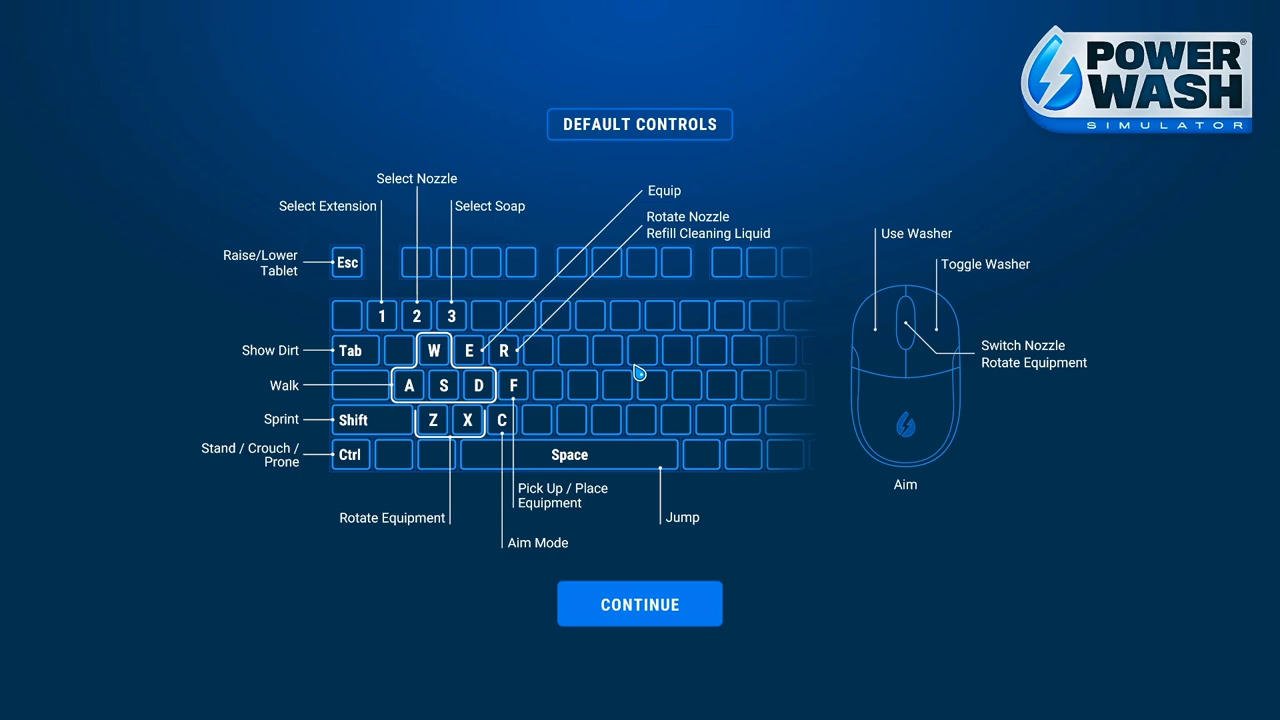 POWER
WASH
SIMULATOR
®
DEFAULT CONTROLS
Select Nozzle
Select Extension
Select Soap
Equip
Rotate Nozzle
Refill Cleaning Liquid
Use Washer
Toggle Washer
Raise/Lower
Tablet
Esc
1 2 3
Show Dirt
Tab
W E R
Switch Nozzle
Rotate Equipment
Walk
A S D F
Sprint
Shift
Z X C
Stand / Crouch /
Prone
Ctrl
Space
Aim
Pick Up / Place
Equipment
Rotate Equipment
Jump
Aim Mode
CONTINUE